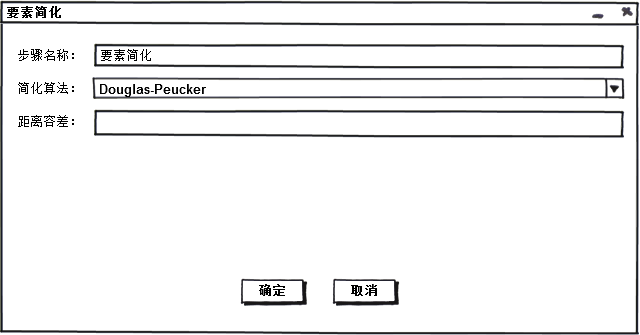 要素简化
步骤名称： 要素简化
简化算法： Douglas-Peucker
距离容差：
确定 取消